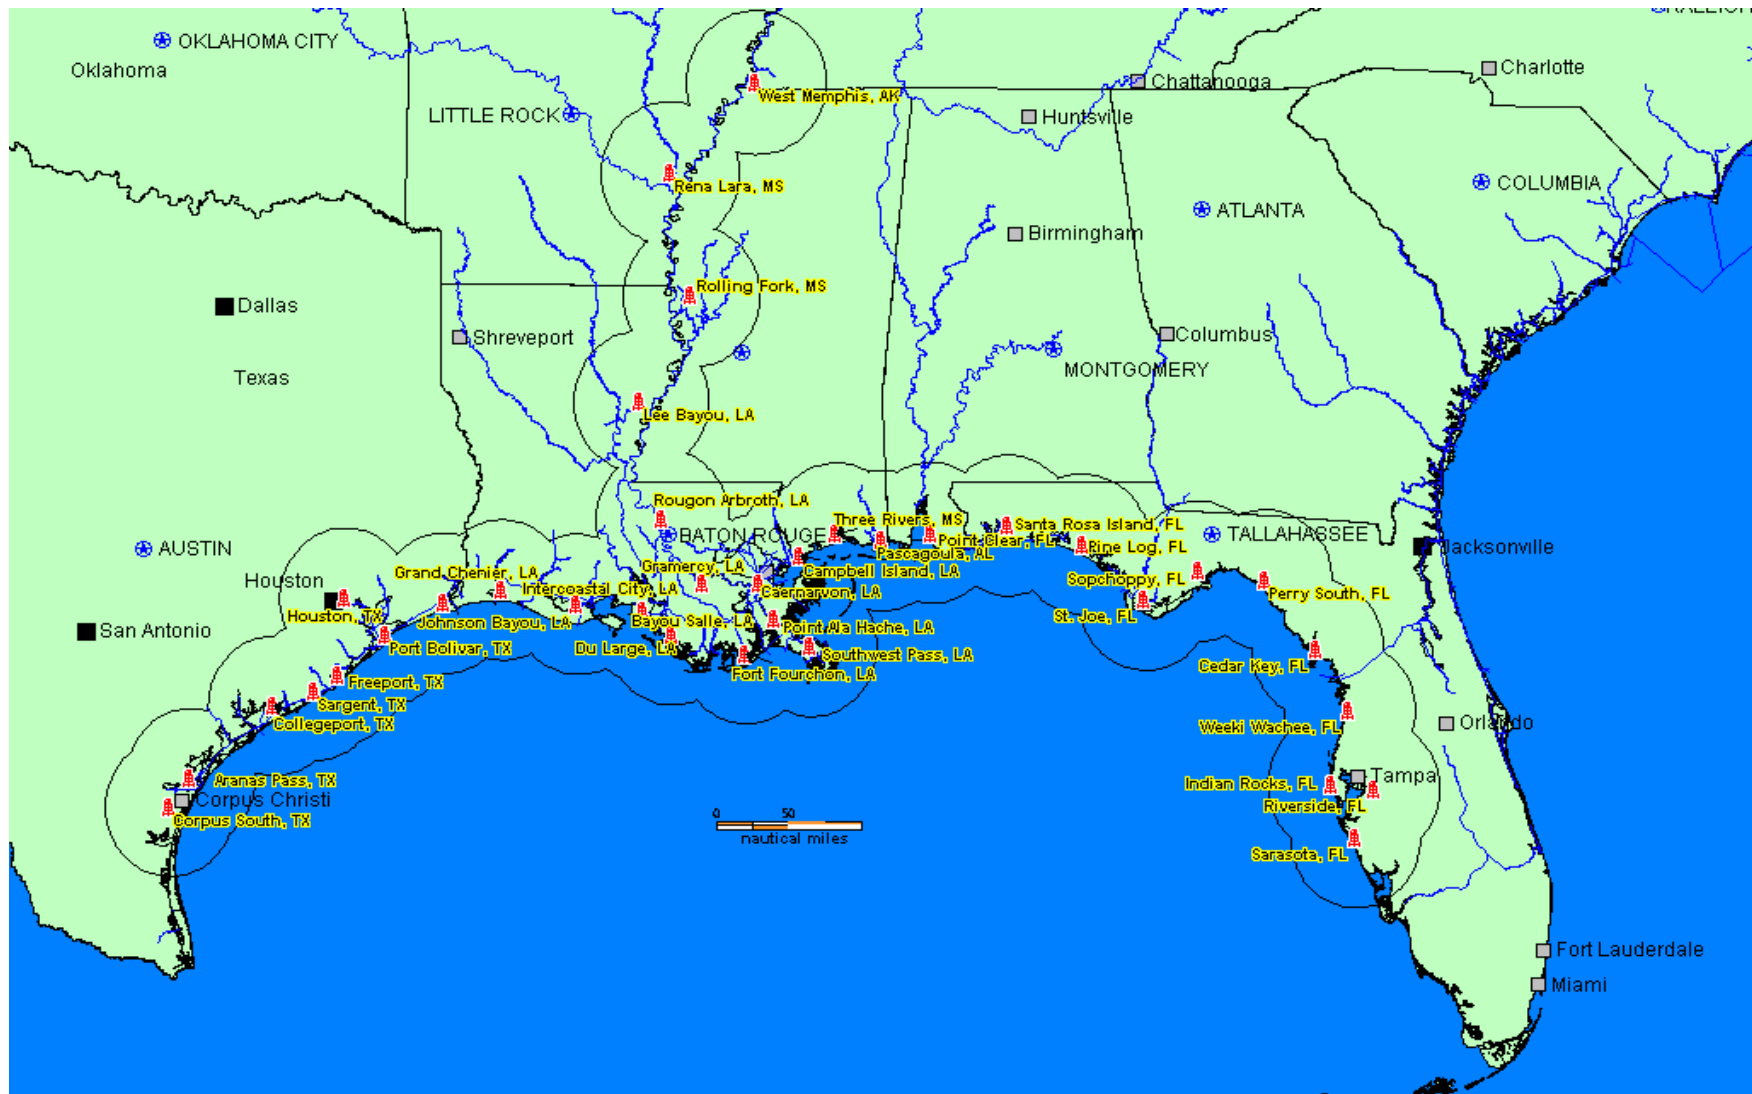 RALEIGH
OKLAHOMA CITY
Oklahoma
Charlotte
Chattanooga
West Memphis, AK
LITTLE ROCK
Huntsville
Rena Lara, MS
COLUMBIA
ATLANTA
Birmingham
Rolling Fork, MS
Dallas
Shreveport
Columbus
Texas
MONTGOMERY
Lee Bayou, LA
Rougon Arbroth, LA
Three Rivers, MS
Santa Rosa Island, FL
BATON ROUGE
Point Clear, FL
TALLAHASSEE
AUSTIN
Pascagoula, AL
Pine Log, FL
Jacksonville
Gramercy, LA
Grand Chenier, LA
Campbell Island, LA
Houston
Sopchoppy, FL
Intercoastal City, LA
Caernarvon, LA
Perry South, FL
Houston, TX
St. Joe, FL
Johnson Bayou, LA
Bayou Salle, LA
Point Ala Hache, LA
San Antonio
Port Bolivar, TX
Du Large, LA
Southwest Pass, LA
Cedar Key, FL
Fort Fourchon, LA
Freeport, TX
Sargent, TX
Collegeport, TX
Weeki Wachee, FL
Orlando
Aranas Pass, TX
Tampa
Indian Rocks, FL
Corpus Christi
Riverside, FL
Corpus South, TX
0 50
nautical miles
Sarasota, FL
Fort Lauderdale
Miami